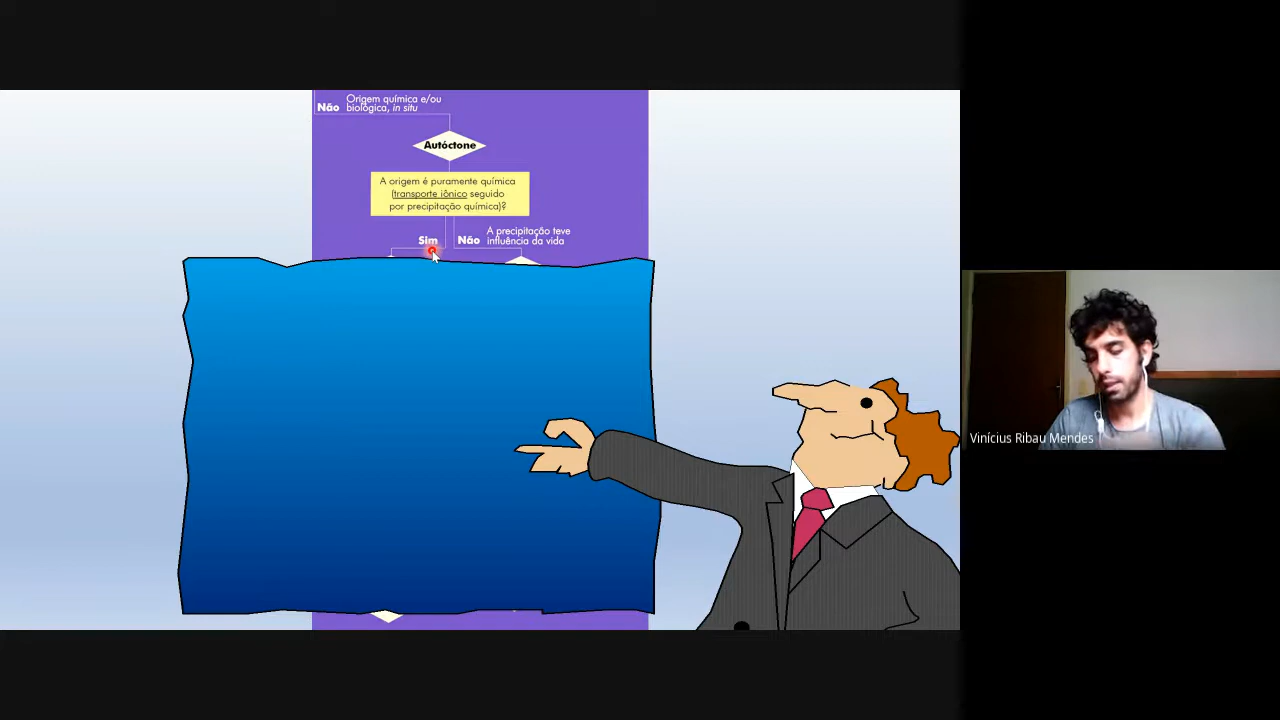 Não
Origem química e/ou
biológica, in situ
Autóctone
A origem é puramente química
(transporte iônico seguido
por precipitação química)?
Sim
Não
A precipitação teve
influência da vida
Vinícius Ribau Mendes